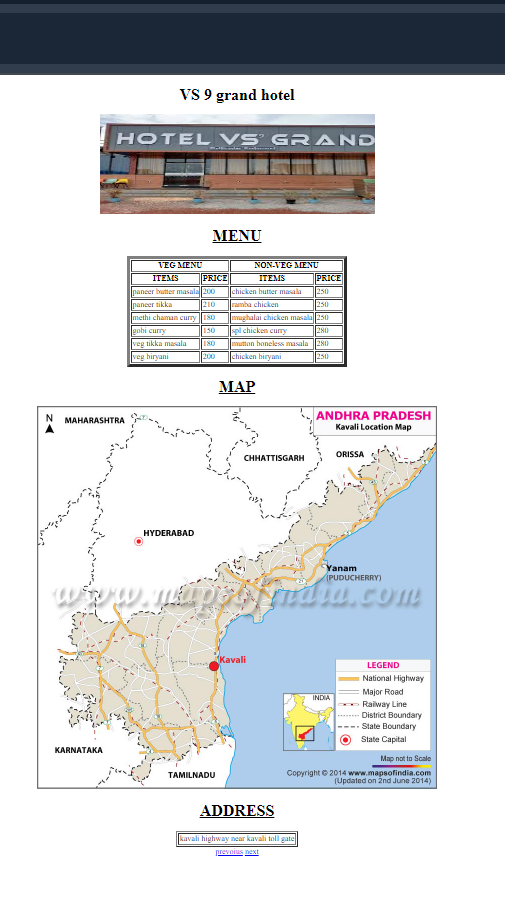 VS 9 grand hotel
HOTEL VS9 GRAND
MENU
VEG MENU NON-VEG MENU
ITEMS PRICE ITEMS PRICE
paneer butter masala 200 chicken butter masala 250
paneer tikka 210 ramba chicken 250
methi chaman curry 180 mughalai chicken masala 250
gobi curry 150 spl chicken curry 280
veg tikka masala 180 mutton boneless masala 280
veg biryani 200 chicken biryani 250
MAP
ANDHRA PRADESH
Kavali Location Map
N
MAHARASHTRA
CHHATTISGARH
ORISSA
HYDERABAD
Yanam
(PUDUCHERRY)
www.mapsofindia.com
Kavali
LEGEND
National Highway
Major Road
Railway Line
District Boundary
State Boundary
State Capital
INDIA
KARNATAKA
TAMILNADU
Map not to Scale
Copyright © 2014 www.mapsofindia.com
(Updated on 2nd June 2014)
ADDRESS
kavali highway near kavali toll gate
prevoius next